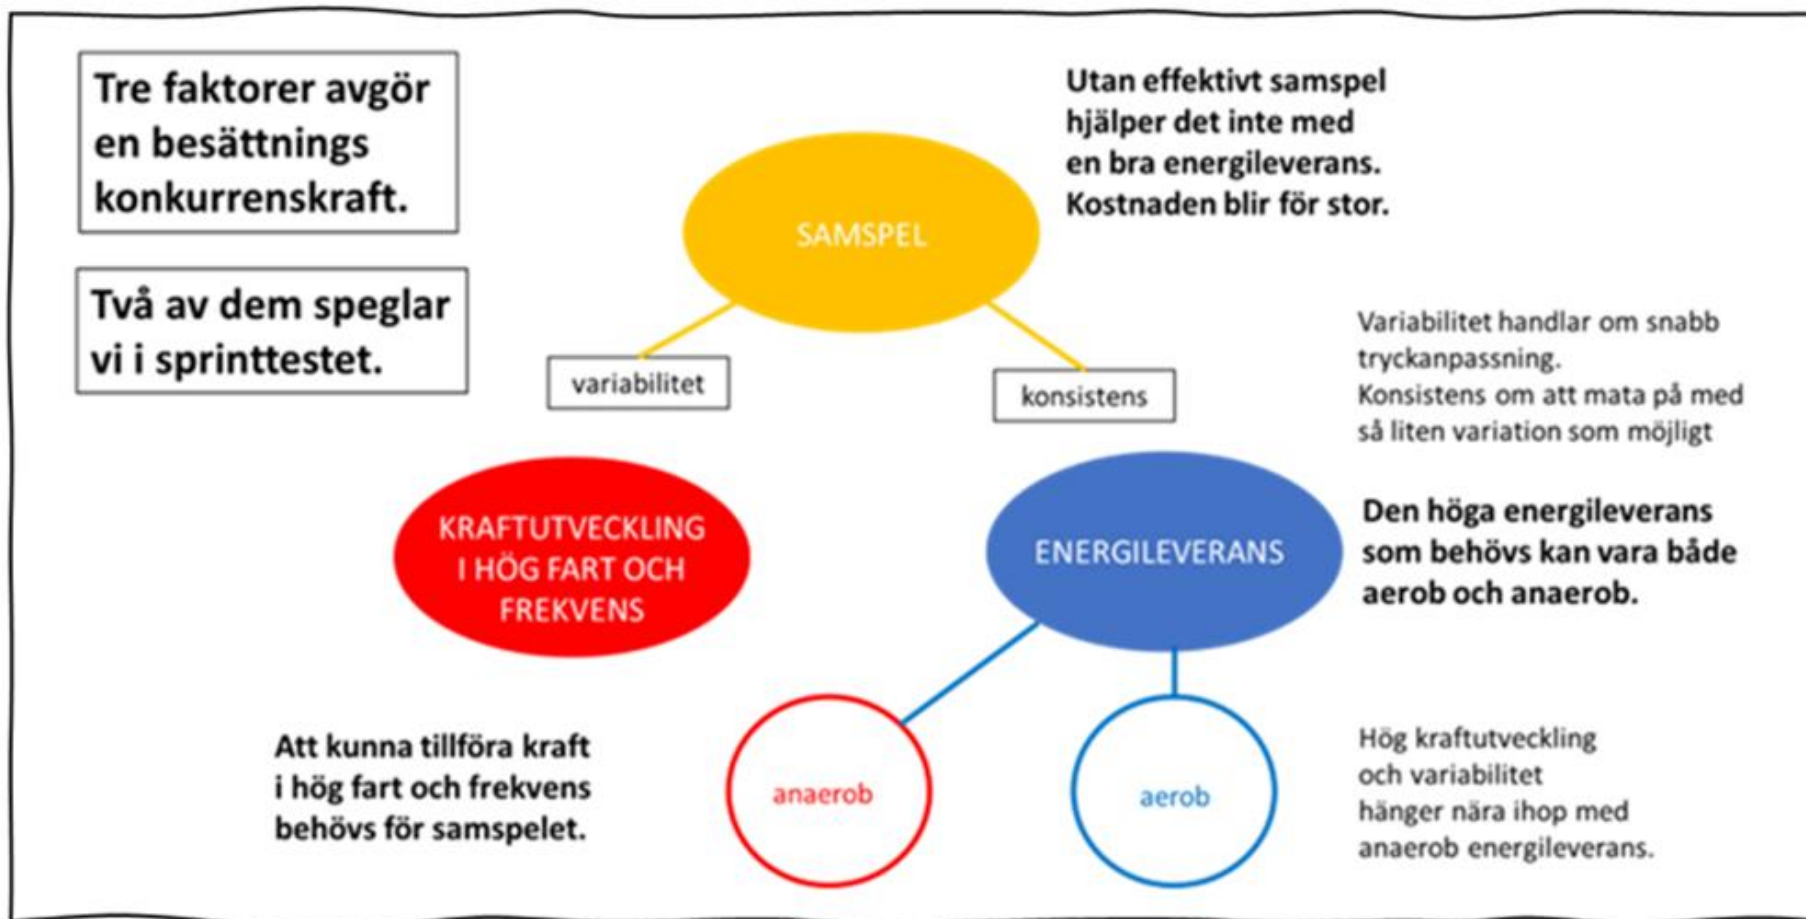 Tre faktorer avgör
en besättnings
konkurrenskraft.
Två av dem speglar
vi i sprinttestet.
Utan effektivt samspel
hjälper det inte med
en bra energileverans.
Kostnaden blir för stor.
SAMSPEL
variabilitet
konsistens
Variabilitet handlar om snabb
tryckanpassning.
Konsistens om att mata på med
så liten variation som möjligt
KRAFTUTVECKLING
I HÖG FART OCH
FREKVENS
ENERGILEVERANS
Den höga energileverans
som behövs kan vara både
aerob och anaerob.
Att kunna tillföra kraft
i hög fart och frekvens
behövs för samspelet.
anaerob
aerob
Hög kraftutveckling
och variabilitet
hänger nära ihop med
anaerob energileverans.